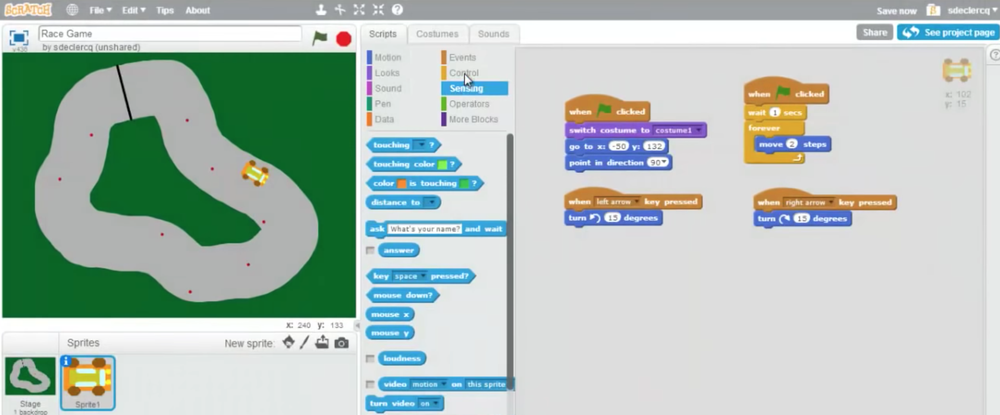 SCRATCH File Edit Tips About Save now sdeclercq
Race Game
v438
by sdeclercq (unshared)
Scripts Costumes Sounds
Share See project page
Motion Events
Looks Control
Sound Sensing
Pen Operators
Data More Blocks
touching ?
touching color ?
color is touching ?
distance to
ask What's your name? and wait
answer
key space pressed?
mouse down?
mouse x
mouse y
loudness
video motion on this sprite
turn video on
when clicked
switch costume to costume1
go to x: -50 y: 132
point in direction 90
when clicked
wait 1 secs
forever
move 2 steps
when left arrow key pressed
turn 15 degrees
when right arrow key pressed
turn 15 degrees
x: 102
y: 15
x: 240 y: 133
Sprites New sprite:
Stage
1 backdrop
Sprite1